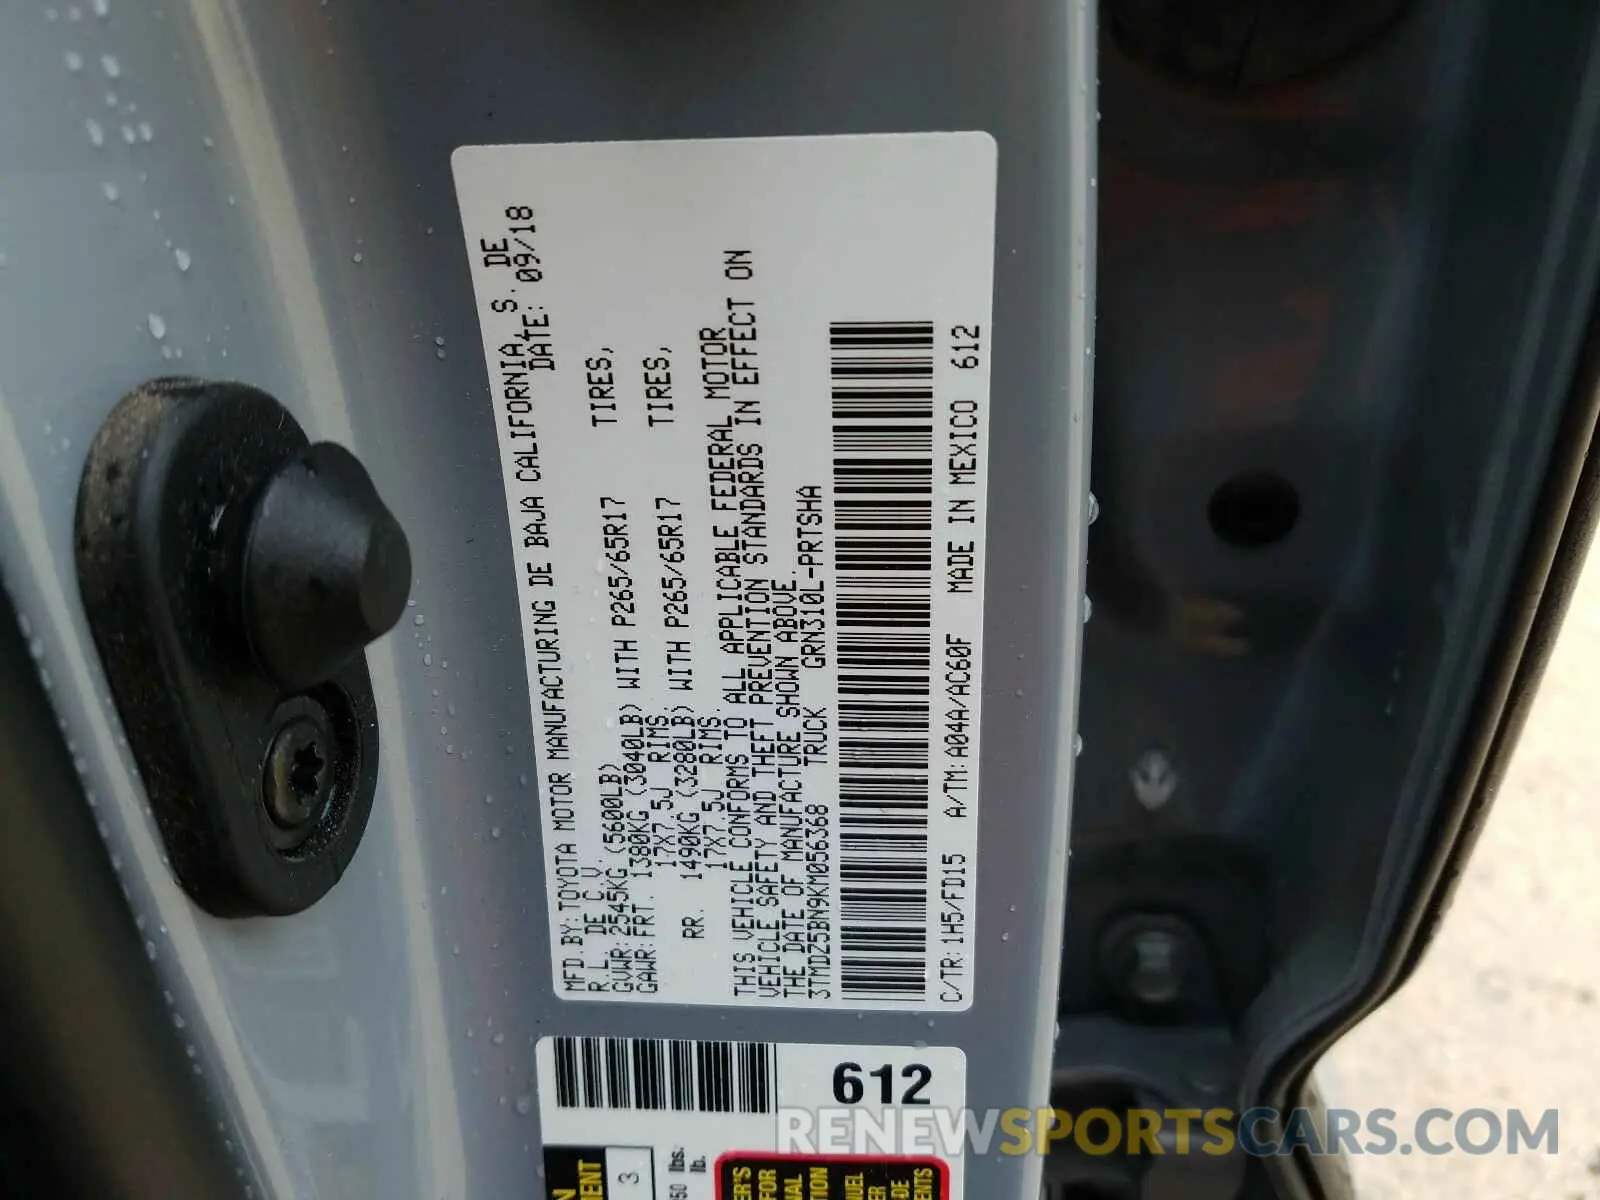 MFD.BY:TOYOTA MOTOR MANUFACTURING DE BAJA CALIFORNIA, S. DE
R.L. DE C.V. DATE: 09/18
GVWR:2545KG (5600LB)
GAWR:FRT. 1380KG (3040LB) WITH P265/65R17 TIRES,
17X7.5J RIMS.
RR. 1490KG (3280LB) WITH P265/65R17 TIRES,
17X7.5J RIMS.
THIS VEHICLE CONFORMS TO ALL APPLICABLE FEDERAL MOTOR
VEHICLE SAFETY AND THEFT PREVENTION STANDARDS IN EFFECT ON
THE DATE OF MANUFACTURE SHOWN ABOVE.
3TMDZ5BN9KM056368 TRUCK GRN310L-PRTSHA
C/TR:1H5/FD15 A/TM:A04A/AC60F MADE IN MEXICO 612
612
3
lb.
RENEWSPORTSCARS.COM